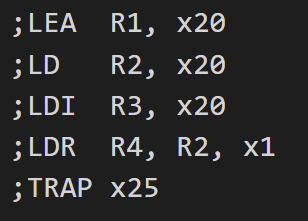 ;LEA  R1, x20
;LD   R2, x20
;LDI  R3, x20
;LDR  R4, R2, x1
;TRAP x25